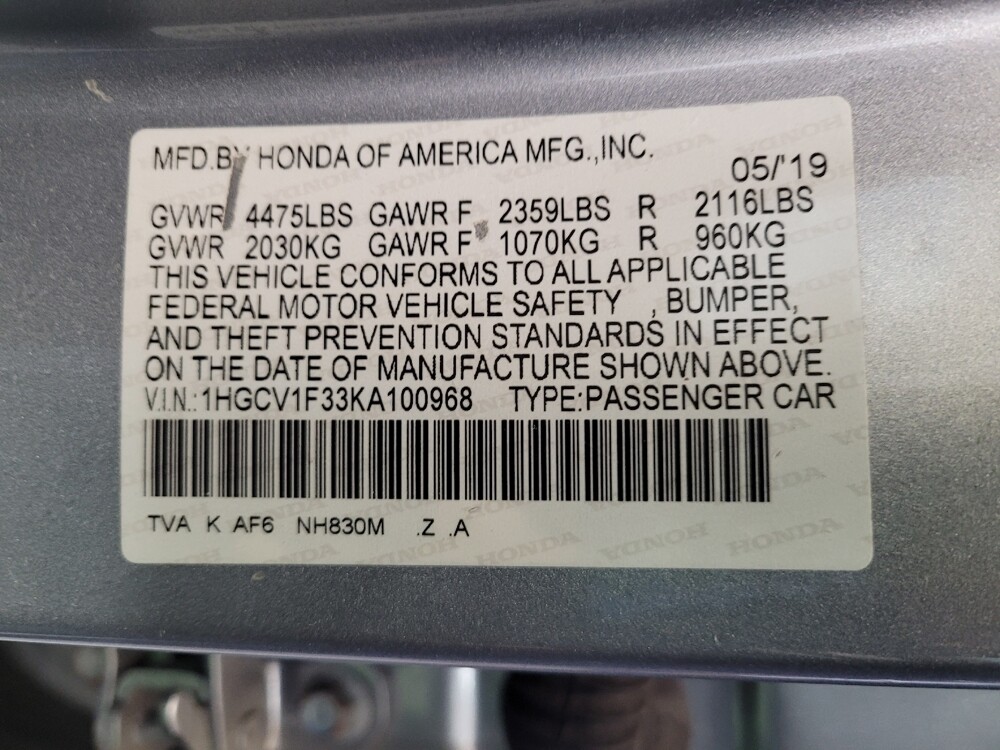 MFD.BY HONDA OF AMERICA MFG.,INC.
05/'19
GVWR 4475LBS GAWR F 2359LBS R 2116LBS
GVWR 2030KG GAWR F 1070KG R 960KG
THIS VEHICLE CONFORMS TO ALL APPLICABLE
FEDERAL MOTOR VEHICLE SAFETY , BUMPER,
AND THEFT PREVENTION STANDARDS IN EFFECT
ON THE DATE OF MANUFACTURE SHOWN ABOVE.
V.I.N.:1HGCV1F33KA100968 TYPE:PASSENGER CAR
TVA K AF6 NH830M .Z .A